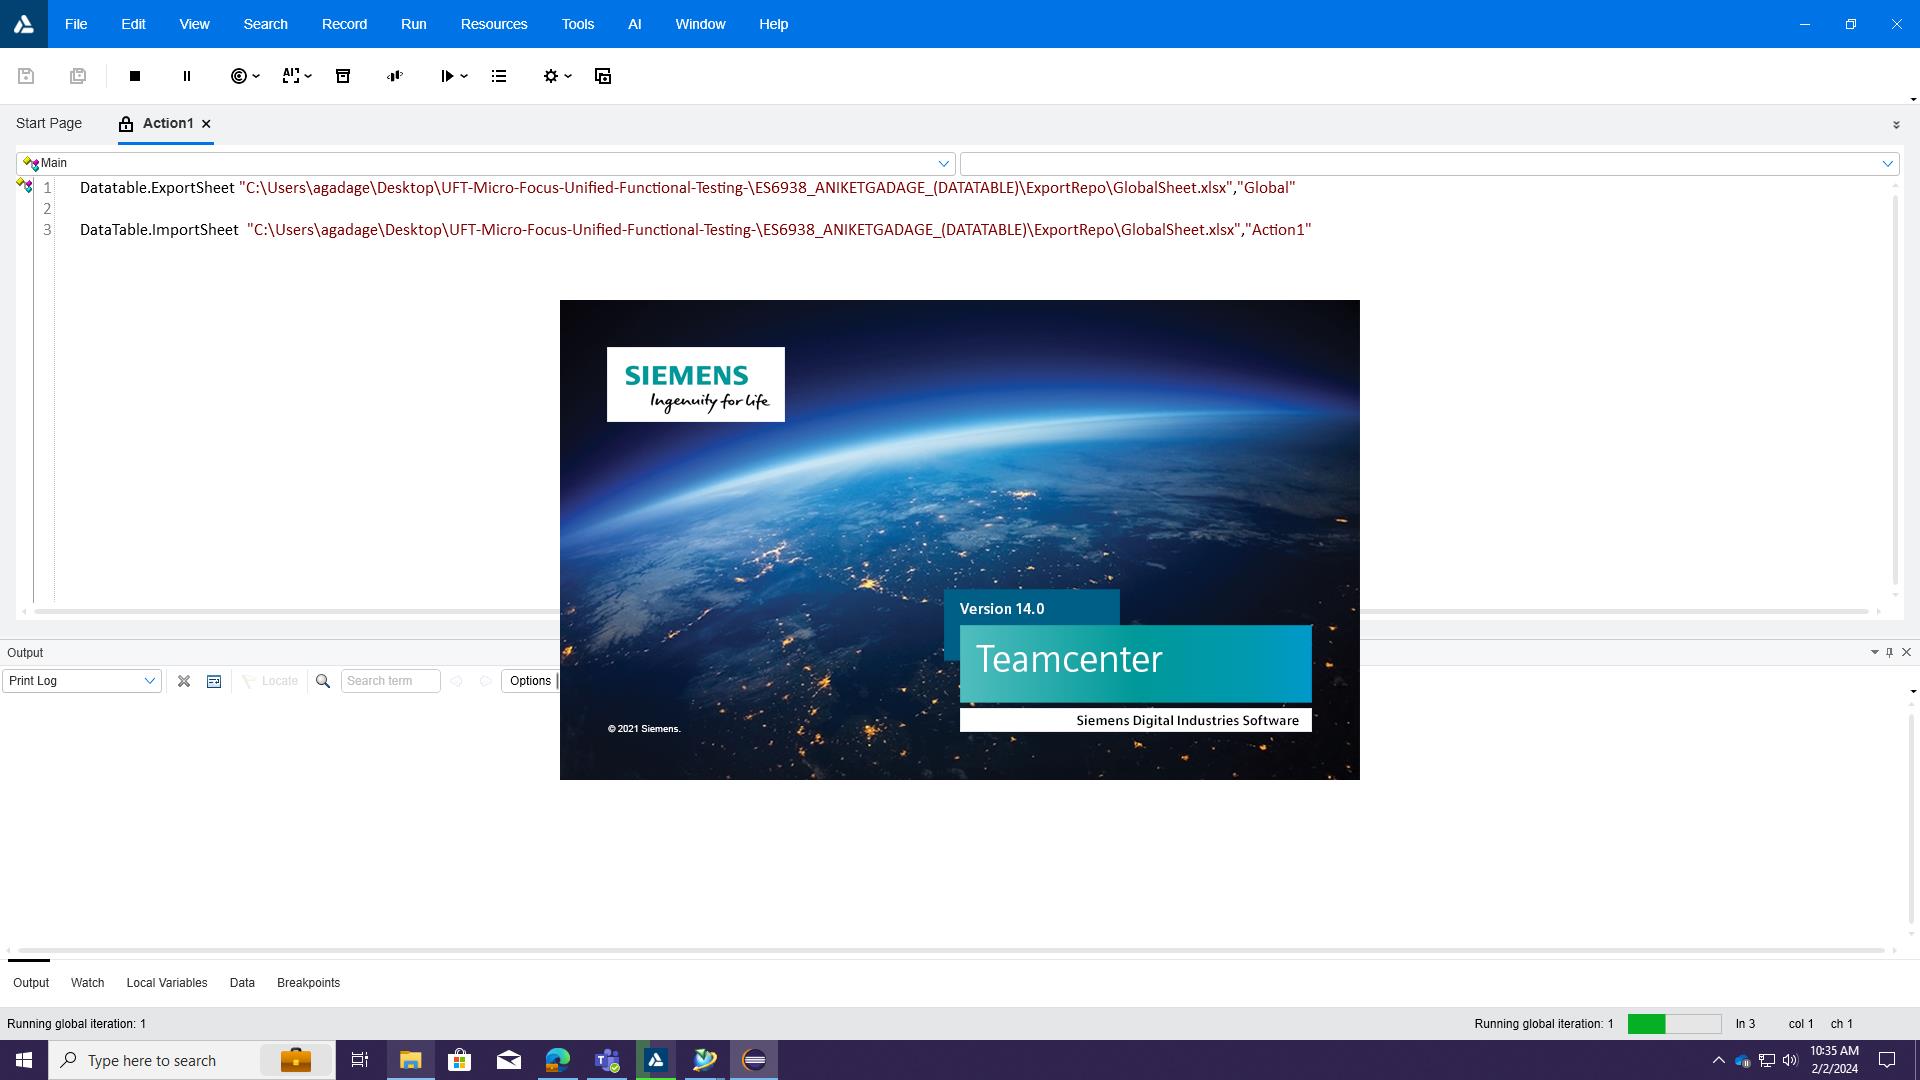 File Edit View Search Record Run Resources Tools AI Window Help
Start Page Action1
Main
1 Datatable.ExportSheet "C:\Users\agadage\Desktop\UFT-Micro-Focus-Unified-Functional-Testing-\ES6938_ANIKETGADAGE_(DATATABLE)\ExportRepo\GlobalSheet.xlsx","Global"
2
3 DataTable.ImportSheet "C:\Users\agadage\Desktop\UFT-Micro-Focus-Unified-Functional-Testing-\ES6938_ANIKETGADAGE_(DATATABLE)\ExportRepo\GlobalSheet.xlsx","Action1"
SIEMENS
Ingenuity for life
Version 14.0
Teamcenter
Siemens Digital Industries Software
© 2021 Siemens.
Output
Print Log Locate Search term Options
Output Watch Local Variables Data Breakpoints
Running global iteration: 1 Running global iteration: 1 ln 3 col 1 ch 1
Type here to search
10:35 AM
2/2/2024